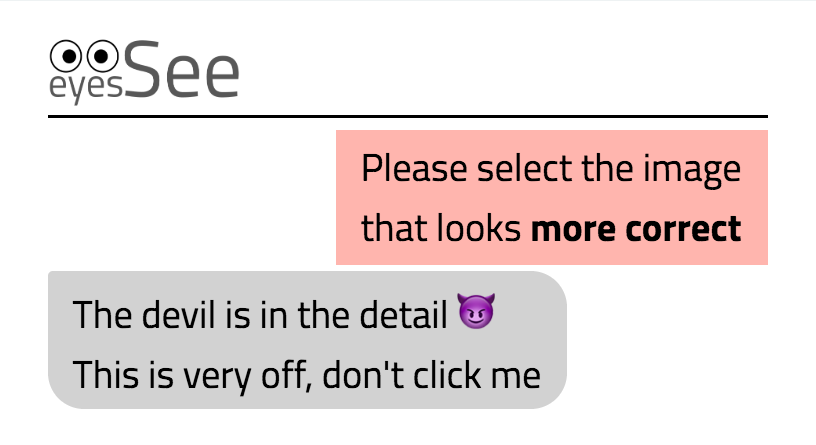 eyesSee
Please select the image
that looks more correct
The devil is in the detail 😈
This is very off, don't click me